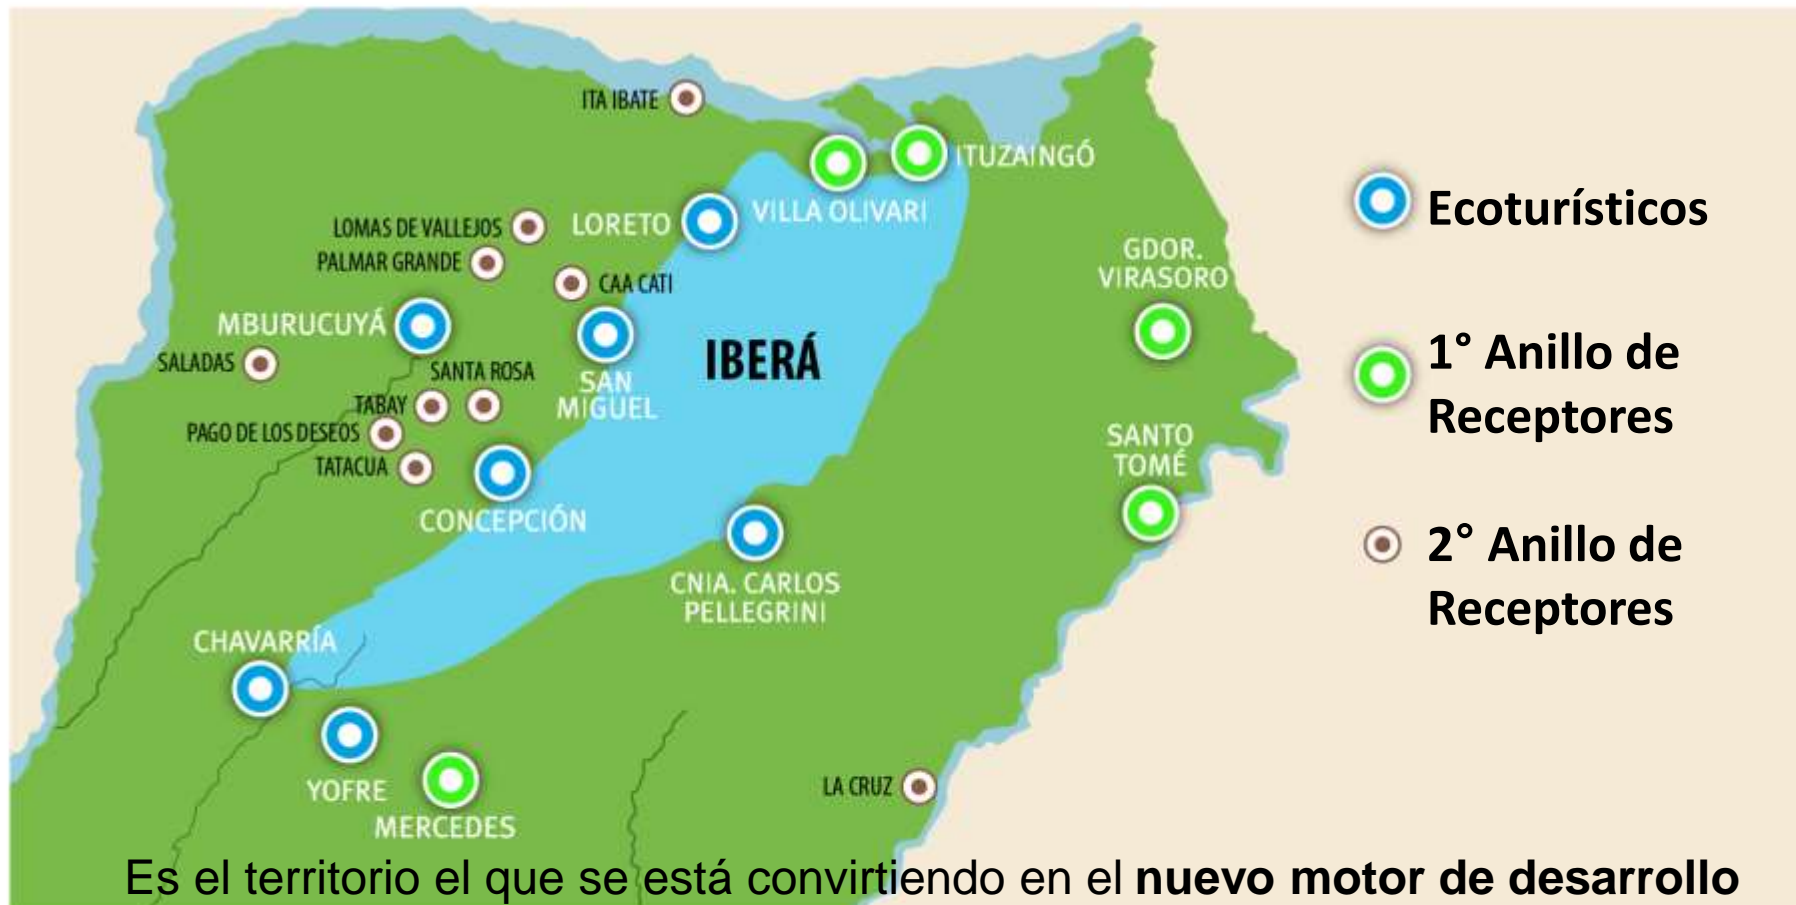 ITA IBATE
ITUZAINGÓ
VILLA OLIVARI
LORETO
LOMAS DE VALLEJOS
PALMAR GRANDE
CAA CATI
GDOR.
VIRASORO
MBURUCUYÁ
SALADAS
SANTA ROSA
SAN
MIGUEL
IBERÁ
TABAY
PAGO DE LOS DESEOS
TATACUA
CONCEPCIÓN
SANTO
TOMÉ
CNIA. CARLOS
PELLEGRINI
CHAVARRÍA
YOFRE
MERCEDES
LA CRUZ
Ecoturísticos
1° Anillo de
Receptores
2° Anillo de
Receptores
Es el territorio el que se está convirtiendo en el nuevo motor de desarrollo